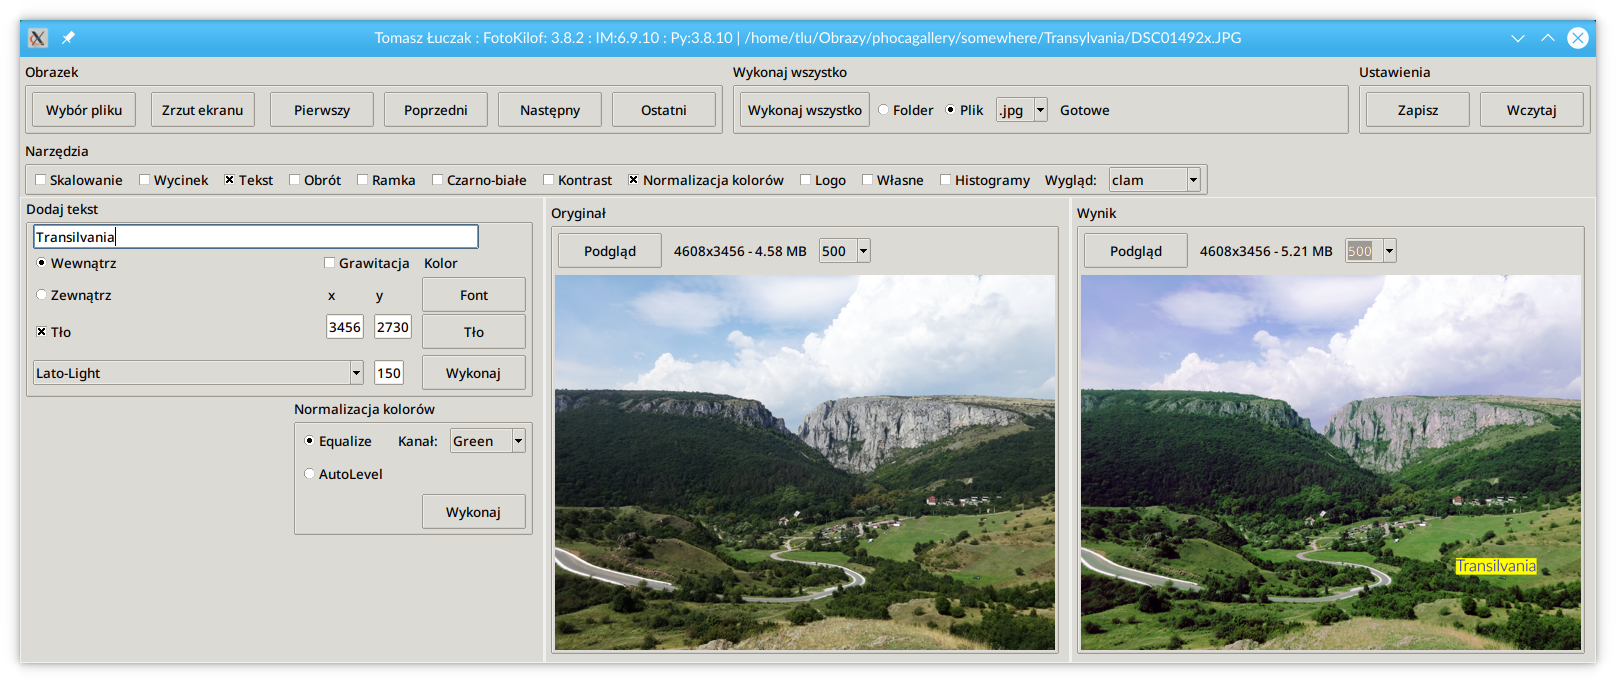 Tomasz Łuczak : FotoKilof: 3.8.2 : IM:6.9.10 : Py:3.8.10 | /home/tlu/Obrazy/phocagallery/somewhere/Transylvania/DSC01492x.JPG
Obrazek
Wybór pliku Zrzut ekranu Pierwszy Poprzedni Następny Ostatni
Wykonaj wszystko
Wykonaj wszystko Folder Plik .jpg Gotowe
Ustawienia
Zapisz Wczytaj
Narzędzia
Skalowanie Wycinek Tekst Obrót Ramka Czarno-białe Kontrast Normalizacja kolorów Logo Własne Histogramy Wygląd: clam
Dodaj tekst
Transilvania
Wewnątrz Grawitacja Kolor
Zewnątrz x y Font
Tło 3456 2730 Tło
Lato-Light 150 Wykonaj
Normalizacja kolorów
Equalize Kanał: Green
AutoLevel
Wykonaj
Oryginał
Podgląd 4608x3456 - 4.58 MB 500
Wynik
Podgląd 4608x3456 - 5.21 MB 500
Transilvania